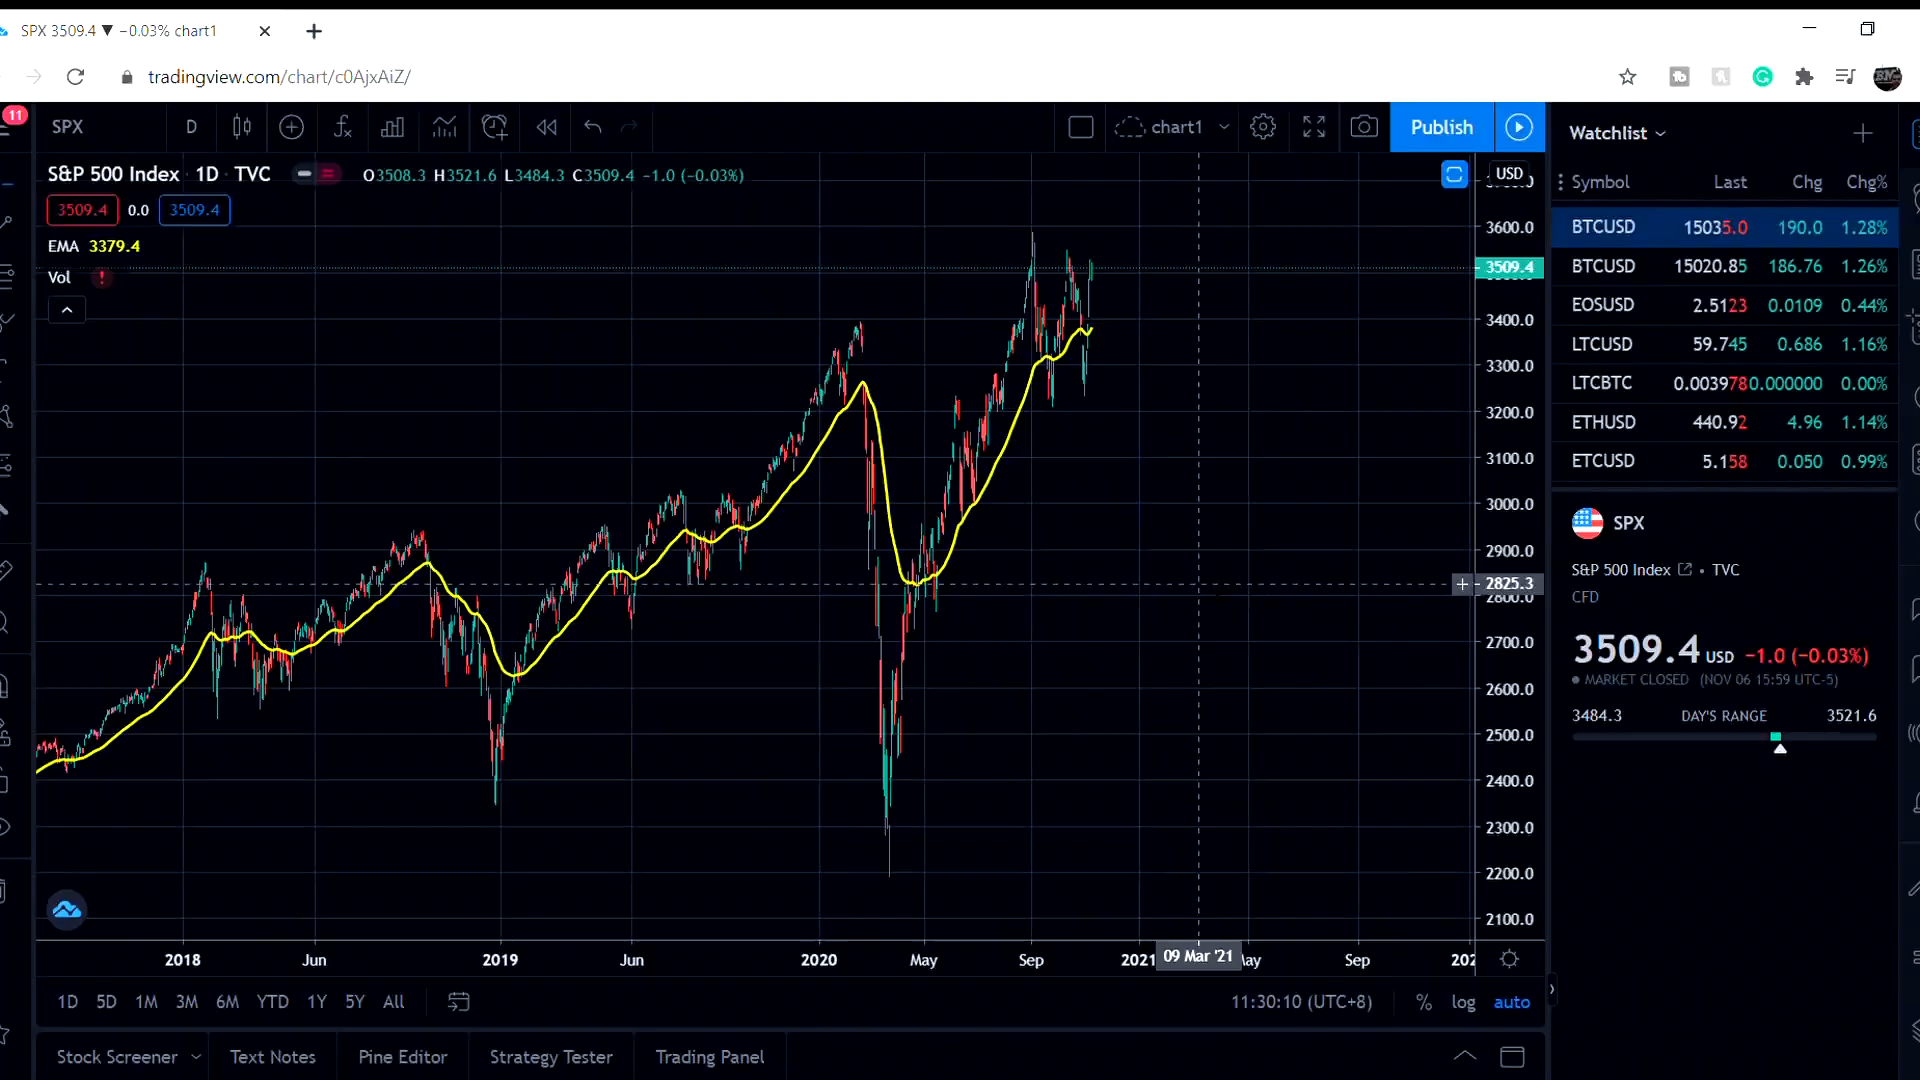 SPX 3509.4 ▼ −0.03% chart1
tradingview.com/chart/c0AjxAiZ/
11
SPX D chart1 Publish
S&P 500 Index · 1D · TVC O3508.3 H3521.6 L3484.3 C3509.4 −1.0 (−0.03%)
3509.4 0.0 3509.4
EMA 3379.4
Vol !
USD
3600.0
3509.4
3400.0
3300.0
3200.0
3100.0
3000.0
2900.0
2825.3
2800.0
2700.0
2600.0
2500.0
2400.0
2300.0
2200.0
2100.0
2018 Jun 2019 Jun 2020 May Sep 2021 09 Mar '21 Sep
1D 5D 1M 3M 6M YTD 1Y 5Y All
11:30:10 (UTC+8) % log auto
Stock Screener Text Notes Pine Editor Strategy Tester Trading Panel
Watchlist
Symbol Last Chg Chg%
BTCUSD 15035.0 190.0 1.28%
BTCUSD 15020.85 186.76 1.26%
EOSUSD 2.5123 0.0109 0.44%
LTCUSD 59.745 0.686 1.16%
LTCBTC 0.003978 0.000000 0.00%
ETHUSD 440.92 4.96 1.14%
ETCUSD 5.158 0.050 0.99%
SPX
S&P 500 Index • TVC
CFD
3509.4 USD −1.0 (−0.03%)
MARKET CLOSED (NOV 06 15:59 UTC-5)
3484.3 DAY'S RANGE 3521.6